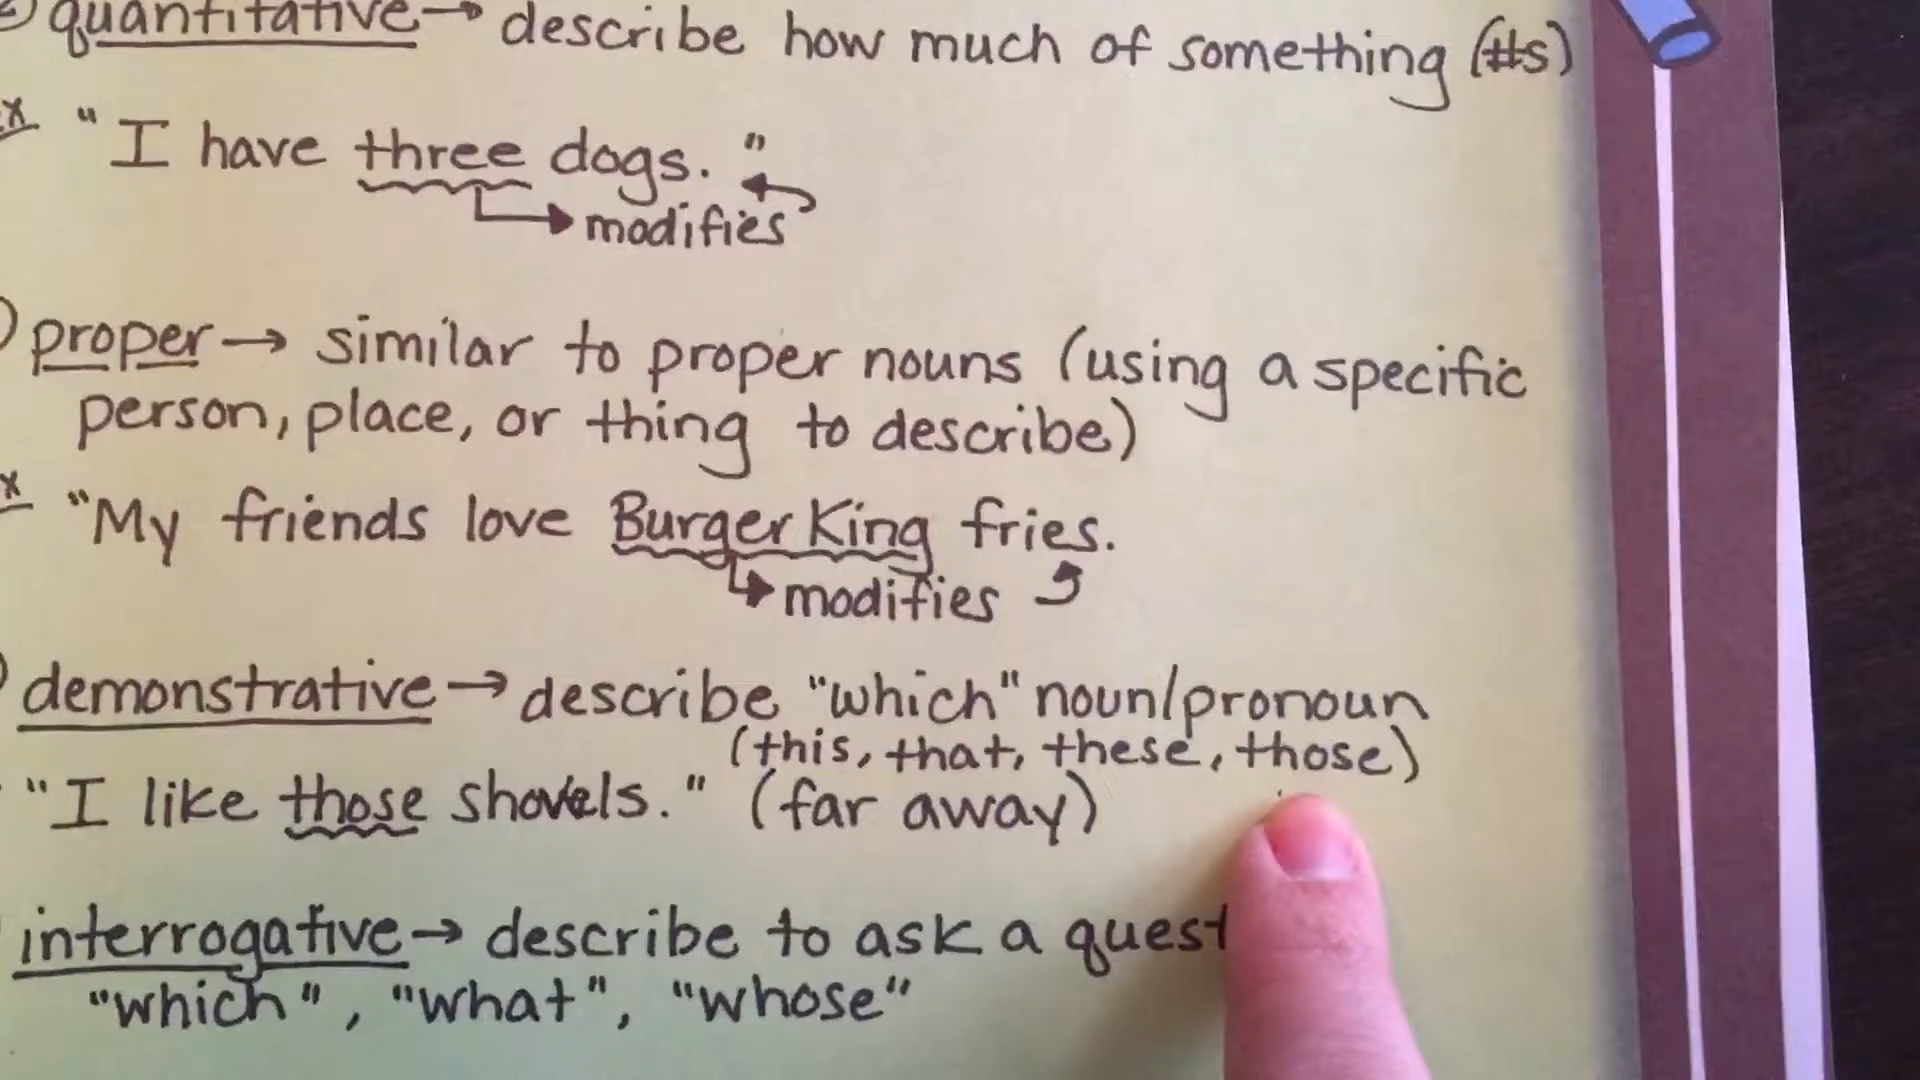 quantitative → describe how much of something (#s)
"I have three dogs."
modifies
proper → similar to proper nouns (using a specific
person, place, or thing to describe)
"My friends love Burger King fries.
modifies
demonstrative → describe "which" noun/pronoun
(this, that, these, those)
"I like those shovels." (far away)
interrogative → describe to ask a quest
"which", "what", "whose"